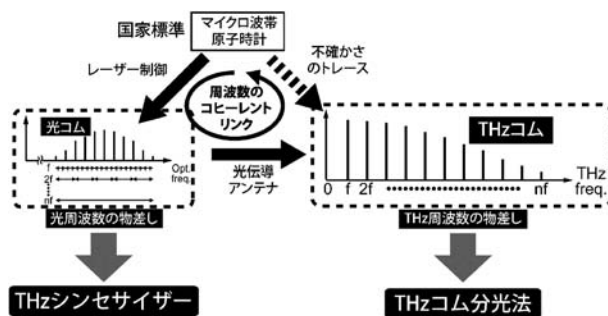 国家標準
マイクロ波帯
原子時計
レーザー制御
不確かさ
のトレース
周波数の
コヒーレント
リンク
光コム
f
2f
nf
Opt.
freq.
光周波数の物差し
光伝導
アンテナ
THzコム
0 f 2f nf
THz
freq.
THz周波数の物差し
THzシンセサイザー
THzコム分光法